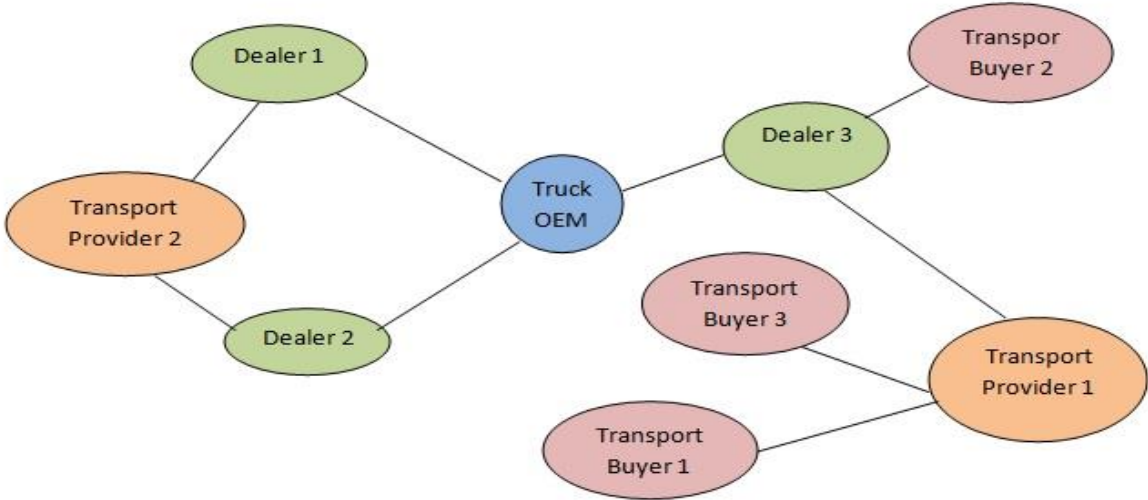 Dealer 1
Transpor
Buyer 2
Dealer 3
Truck
OEM
Transport
Provider 2
Transport
Buyer 3
Dealer 2
Transport
Provider 1
Transport
Buyer 1